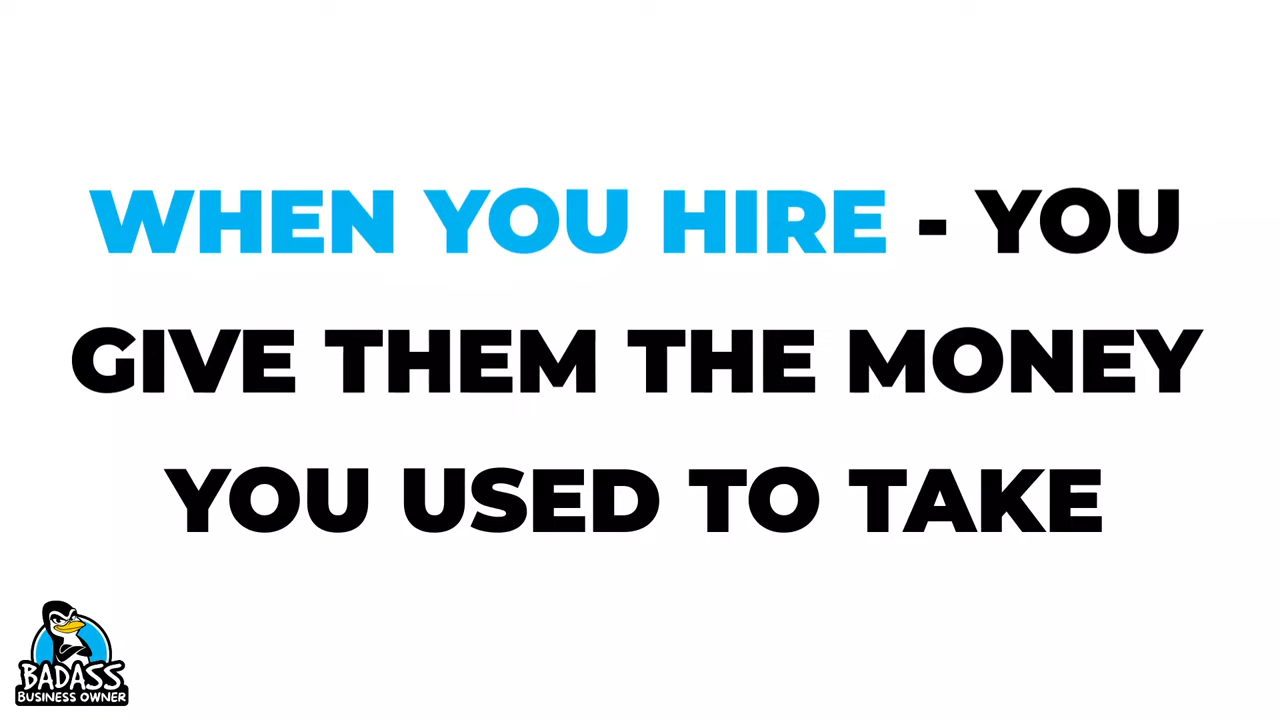 WHEN YOU HIRE - YOU
GIVE THEM THE MONEY
YOU USED TO TAKE
BADASS
BUSINESS OWNER